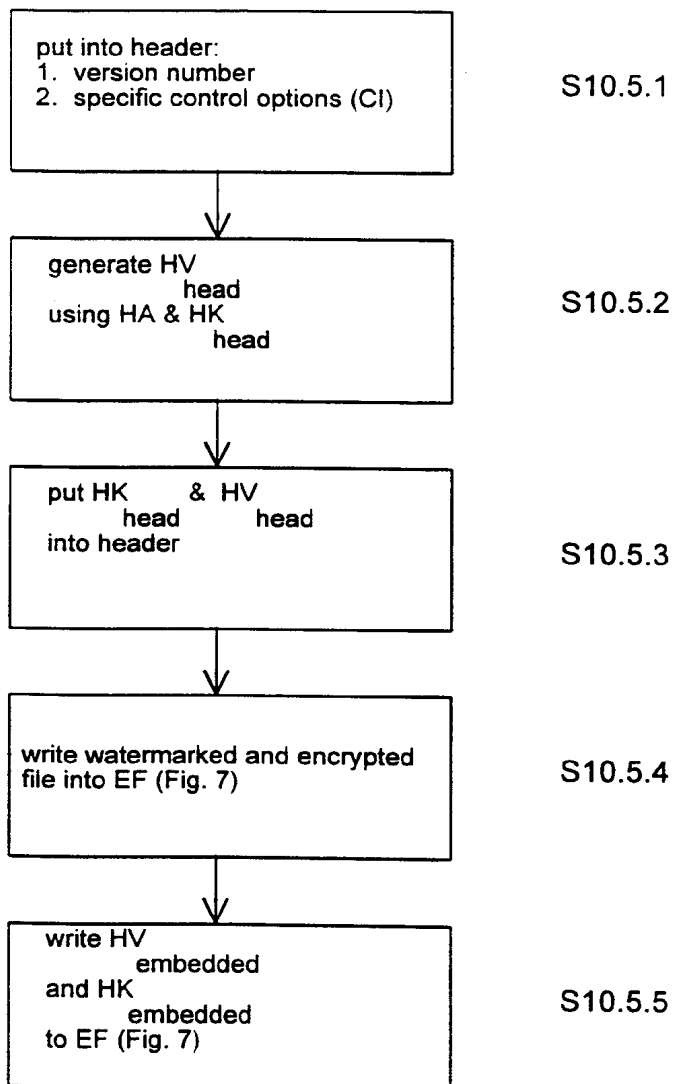 put into header:
1. version number
2. specific control options (CI)
S10.5.1
generate HV
head
using HA & HK
head
S10.5.2
put HK & HV
head head
into header
S10.5.3
write watermarked and encrypted
file into EF (Fig. 7)
S10.5.4
write HV
embedded
and HK
embedded
to EF (Fig. 7)
S10.5.5